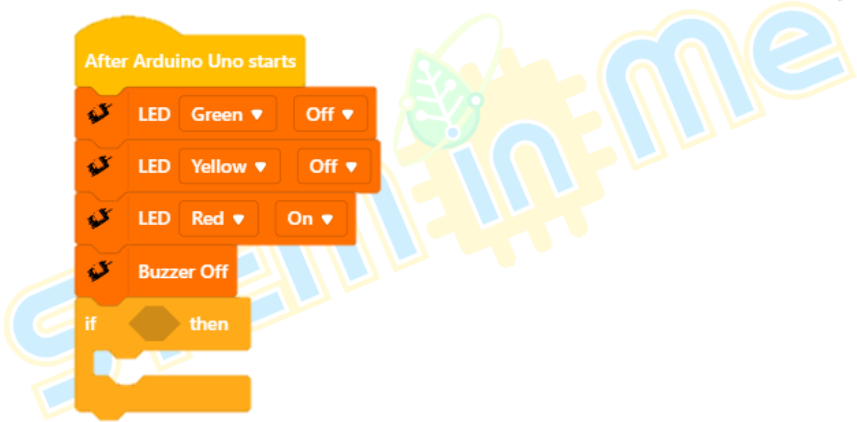 After Arduino Uno starts
LED Green Off
LED Yellow Off
LED Red On
Buzzer Off
if then
Stem in me